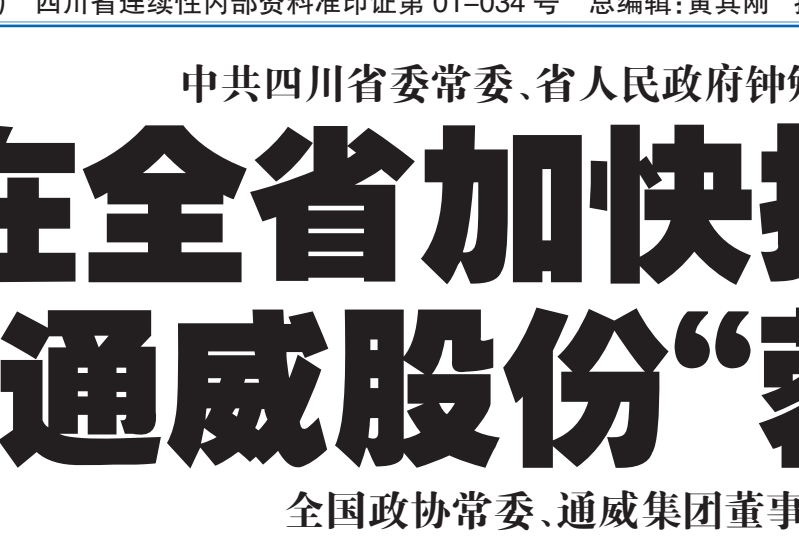 四川省连续性内部资料准印证第 01–034 号 总编辑：黄其刚
中共四川省委常委、省人民政府钟勉
在全省加快推
通威股份“
全国政协常委、通威集团董事